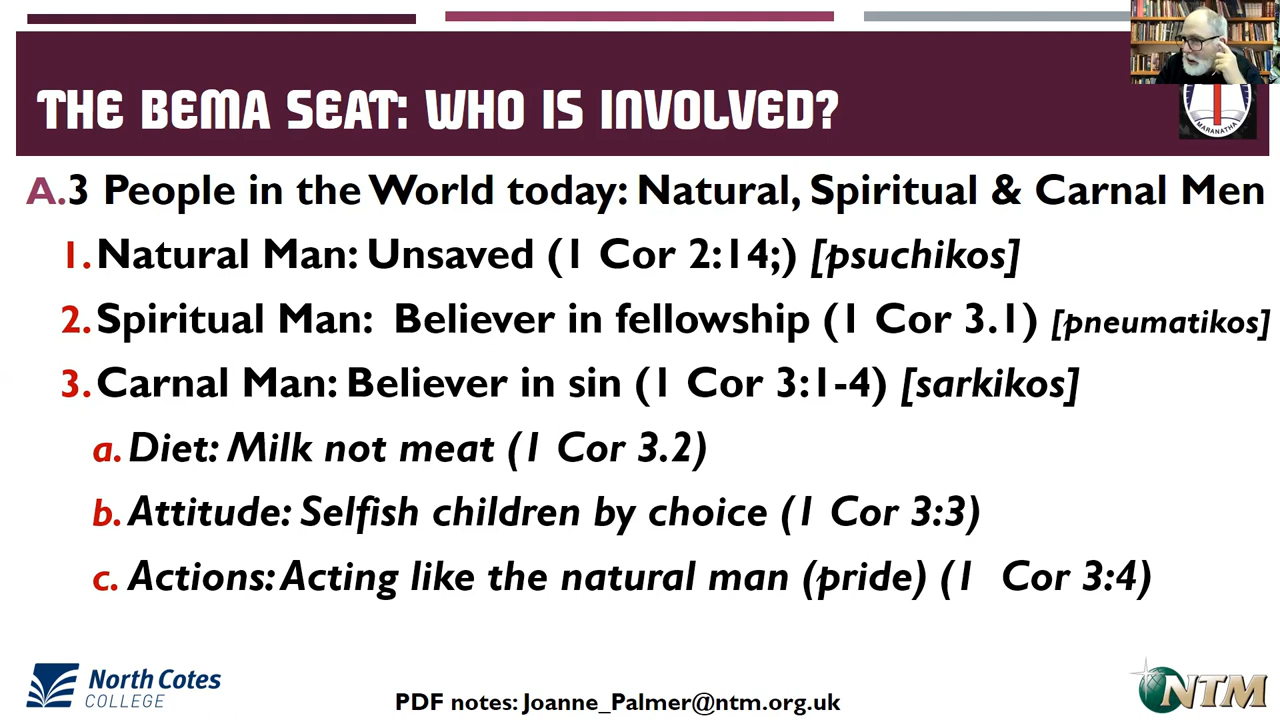 THE BEMA SEAT: WHO IS INVOLVED?
MARANATHA
A. 3 People in the World today: Natural, Spiritual & Carnal Men
1. Natural Man: Unsaved (1 Cor 2:14;) [psuchikos]
2. Spiritual Man: Believer in fellowship (1 Cor 3.1) [pneumatikos]
3. Carnal Man: Believer in sin (1 Cor 3:1-4) [sarkikos]
a. Diet: Milk not meat (1 Cor 3.2)
b. Attitude: Selfish children by choice (1 Cor 3:3)
c. Actions: Acting like the natural man (pride) (1 Cor 3:4)
North Cotes
COLLEGE
PDF notes: Joanne_Palmer@ntm.org.uk
NTM